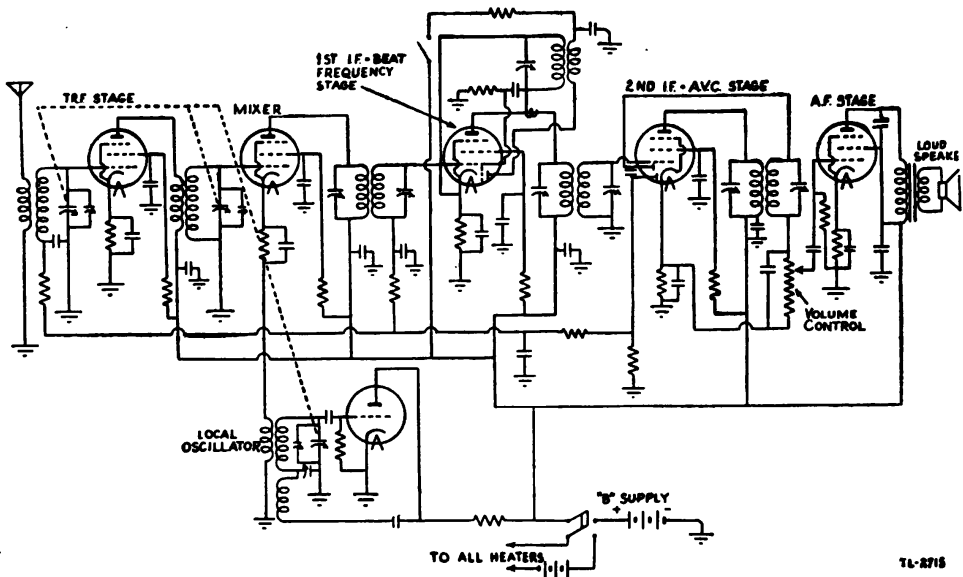 1ST I.F.-BEAT
FREQUENCY
STAGE
TRF STAGE
MIXER
2ND I.F.-A.V.C. STAGE
A.F. STAGE
LOUD
SPEAKE
VOLUME
CONTROL
LOCAL
OSCILLATOR
"B" SUPPLY
+ -
TO ALL HEATERS
TL-2715